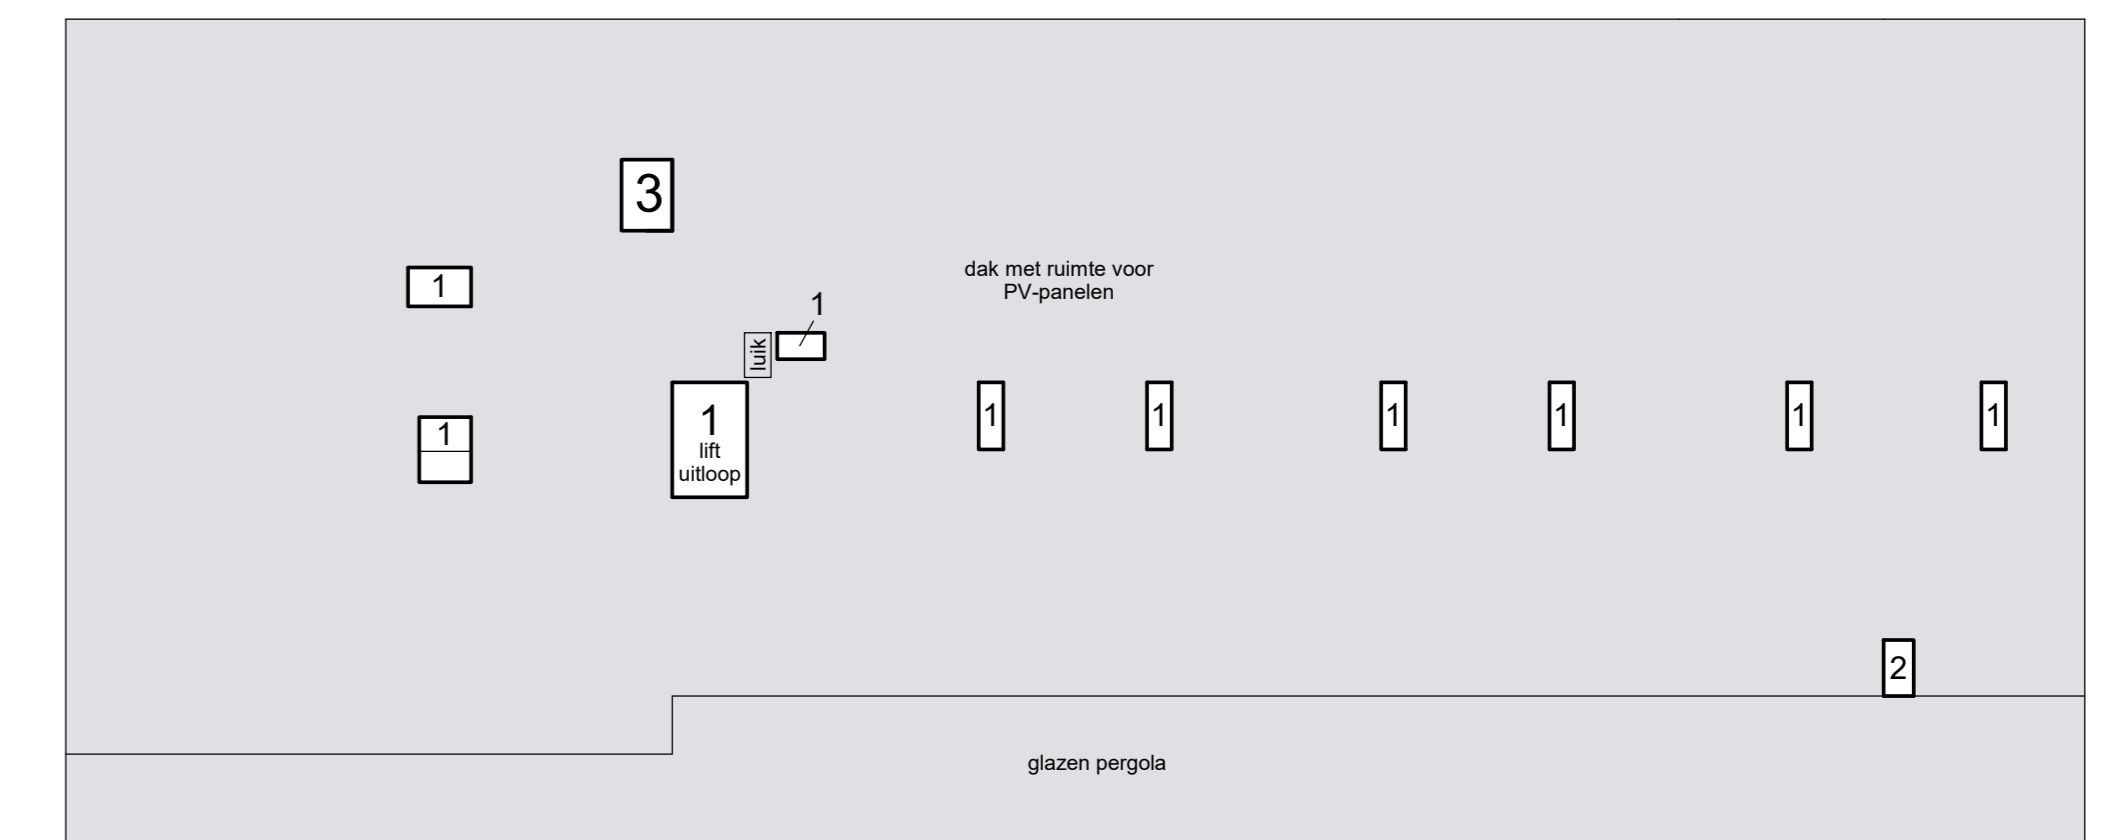 3
1
dak met ruimte voor
PV-panelen
1
luik
1
lift
uitloop
1
1
1
1
1
1
1
2
glazen pergola